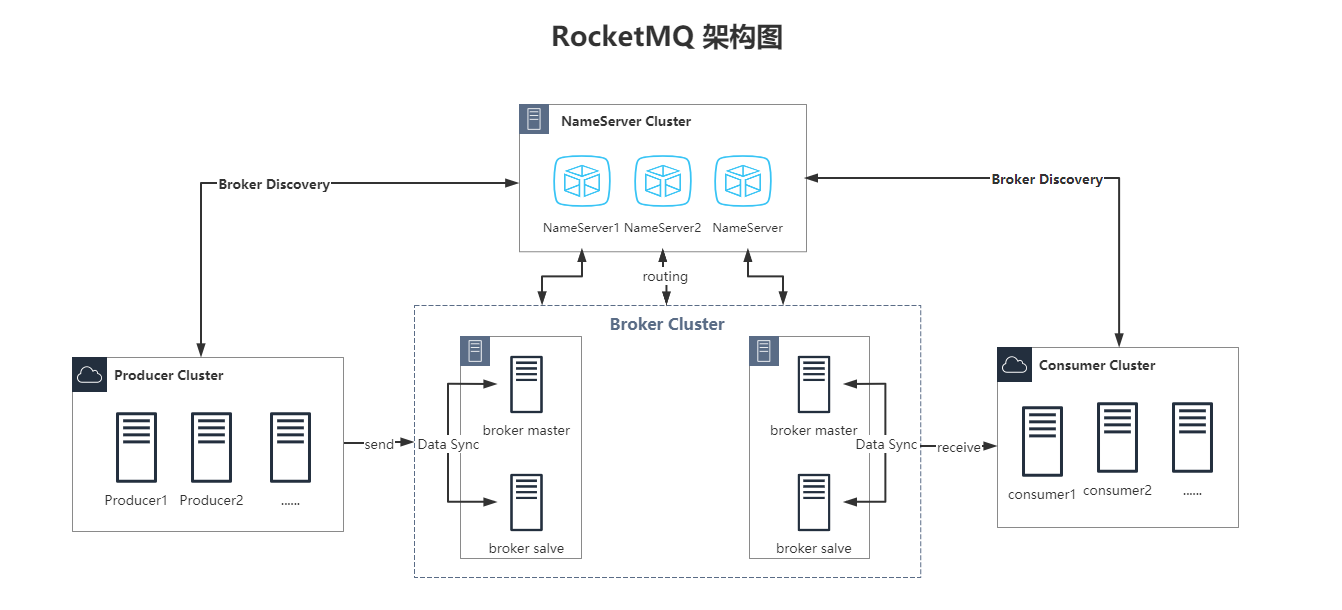 RocketMQ 架构图
NameServer Cluster
NameServer1
NameServer2
NameServer
Broker Discovery
Broker Discovery
routing
Broker Cluster
Producer Cluster
Producer1
Producer2
......
send
Data Sync
broker master
broker salve
broker master
Data Sync
broker salve
receive
Consumer Cluster
consumer1
consumer2
......